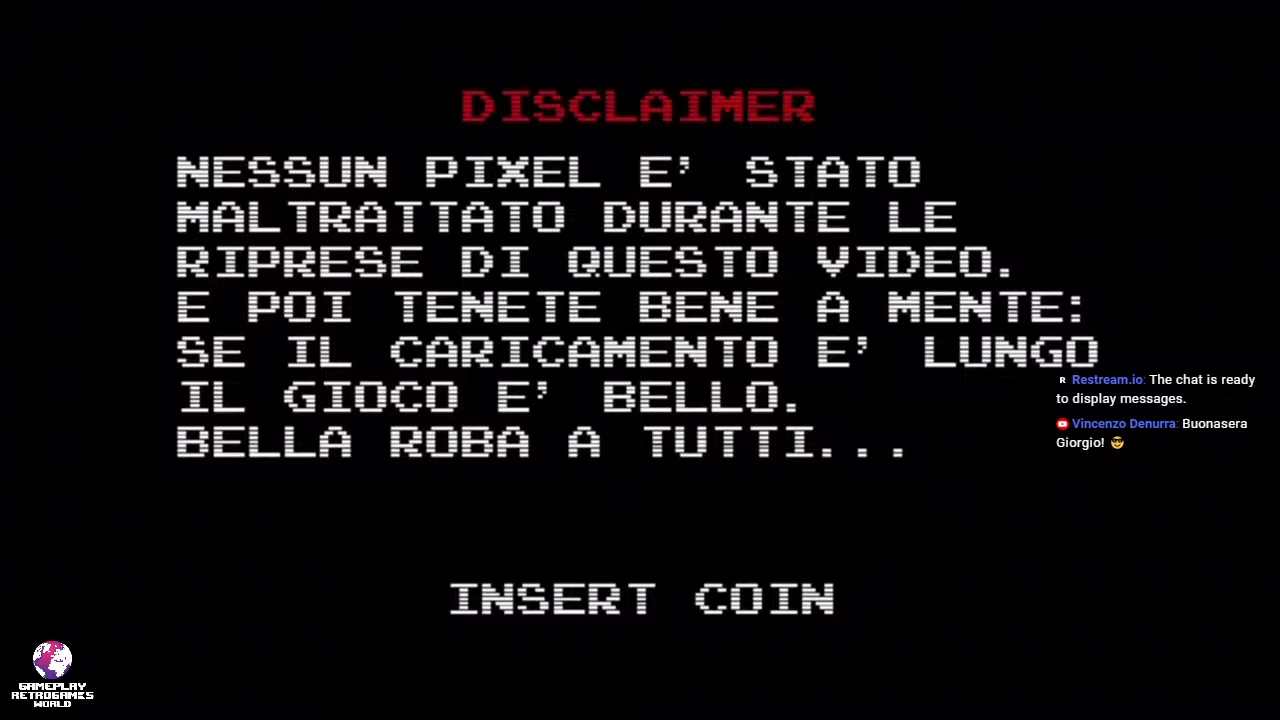 DISCLAIMER
NESSUN PIXEL E' STATO
MALTRATTATO DURANTE LE
RIPRESE DI QUESTO VIDEO.
E POI TENETE BENE A MENTE:
SE IL CARICAMENTO E' LUNGO
IL GIOCO E' BELLO.
BELLA ROBA A TUTTI...
R Restream.io: The chat is ready
to display messages.
Vincenzo Denurra: Buonasera
Giorgio! 😎
INSERT COIN
GAMEPLAY
RETROGAMES
WORLD